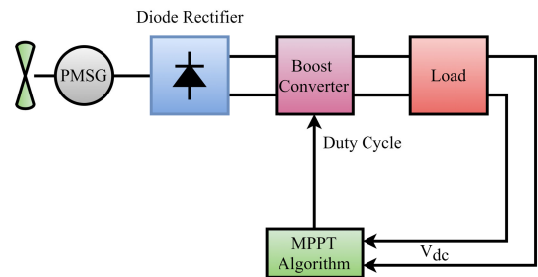 Diode Rectifier
PMSG
Boost
Converter
Load
Duty Cycle
MPPT
Algorithm
Vdc